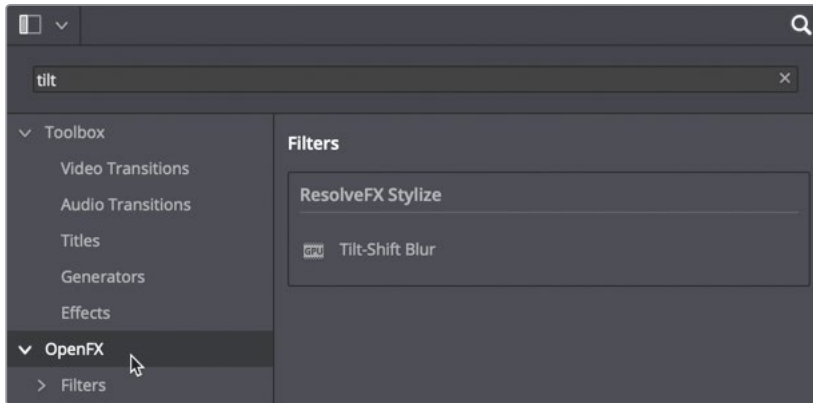 tilt
Toolbox
Video Transitions
Audio Transitions
Titles
Generators
Effects
OpenFX
Filters
Filters
ResolveFX Stylize
GPU Tilt-Shift Blur